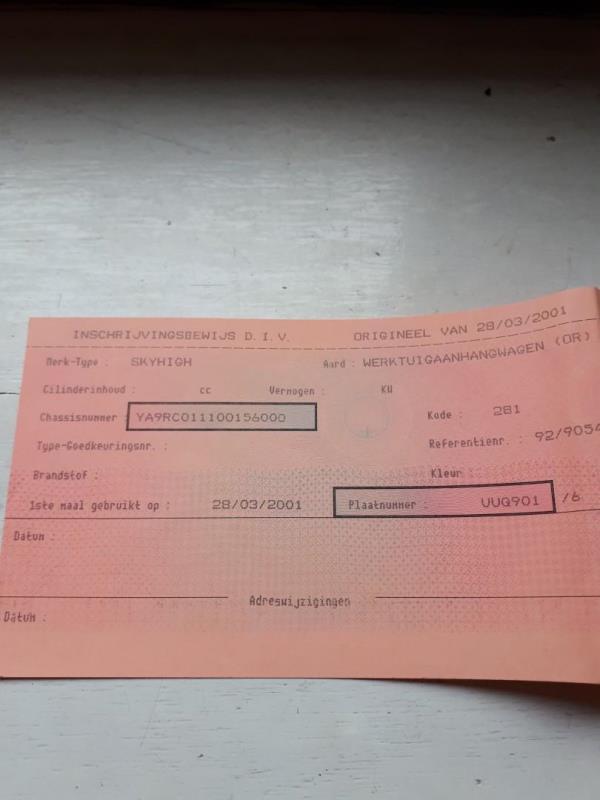 INSCHRIJVINGSBEWIJS D.I.V. ORIGINEEL VAN 28/03/2001
Merk-Type : SKYHIGH Aard : WERKTUIGAANHANGWAGEN (OR)
Cilinderinhoud : cc Vermogen : KW
Chassisnummer : YA9RC011100156000 Kode : 281
Type-Goedkeuringsnr. : Referentienr. : 92/9054
Brandstof : Kleur :
1ste maal gebruikt op : 28/03/2001 Plaatnummer : UUG901 /6
Datum :
Adreswijzigingen
Datum :